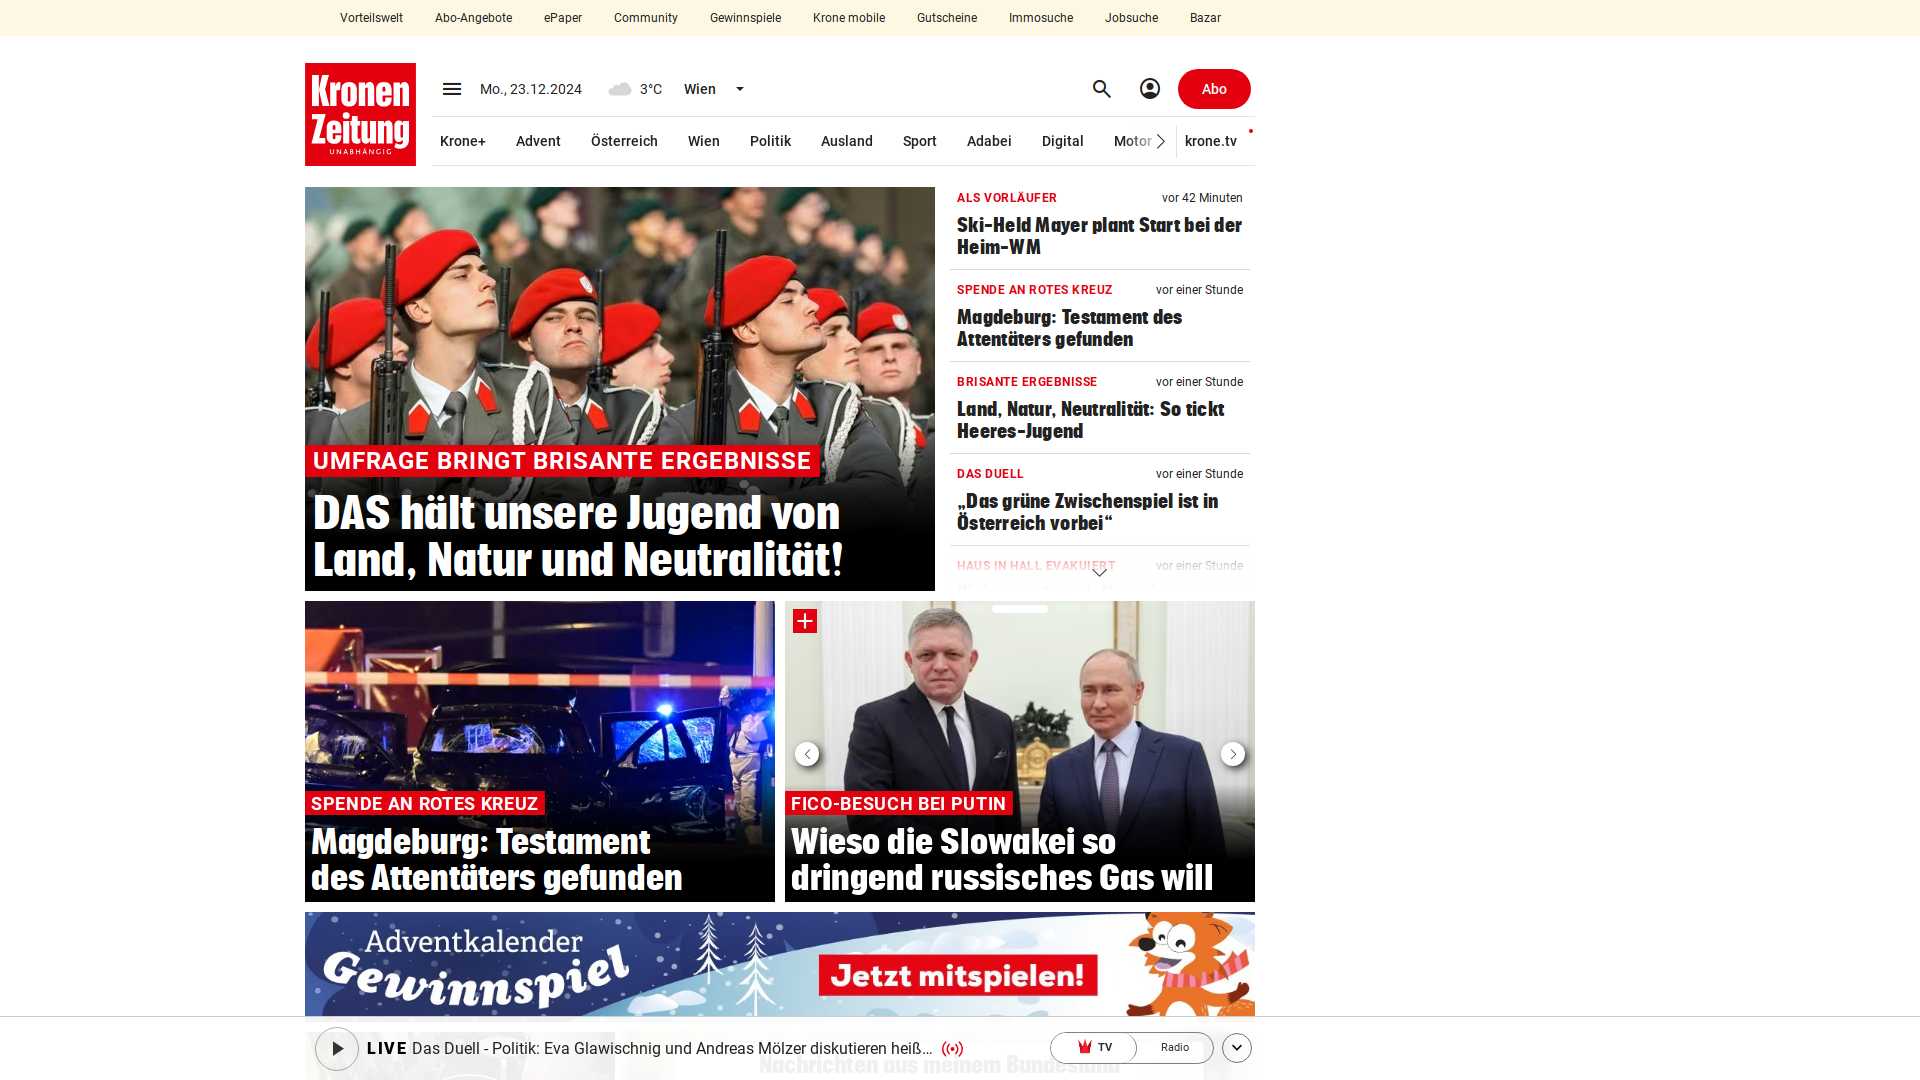 Vorteilswelt Abo-Angebote ePaper Community Gewinnspiele Krone mobile Gutscheine Immosuche Jobsuche Bazar
Kronen
Zeitung
UNABHÄNGIG
Mo., 23.12.2024 3°C Wien Abo
Krone+ Advent Österreich Wien Politik Ausland Sport Adabei Digital Motor krone.tv
UMFRAGE BRINGT BRISANTE ERGEBNISSE
DAS hält unsere Jugend von
Land, Natur und Neutralität!
ALS VORLÄUFER vor 42 Minuten
Ski-Held Mayer plant Start bei der
Heim-WM
SPENDE AN ROTES KREUZ vor einer Stunde
Magdeburg: Testament des
Attentäters gefunden
BRISANTE ERGEBNISSE vor einer Stunde
Land, Natur, Neutralität: So tickt
Heeres-Jugend
DAS DUELL vor einer Stunde
„Das grüne Zwischenspiel ist in
Österreich vorbei“
HAUS IN HALL EVAKUIERT vor einer Stunde
SPENDE AN ROTES KREUZ
Magdeburg: Testament
des Attentäters gefunden
FICO-BESUCH BEI PUTIN
Wieso die Slowakei so
dringend russisches Gas will
Adventkalender
Gewinnspiel
Jetzt mitspielen!
LIVE Das Duell - Politik: Eva Glawischnig und Andreas Mölzer diskutieren heiß... TV Radio
Nachrichten aus meinem Bundesland